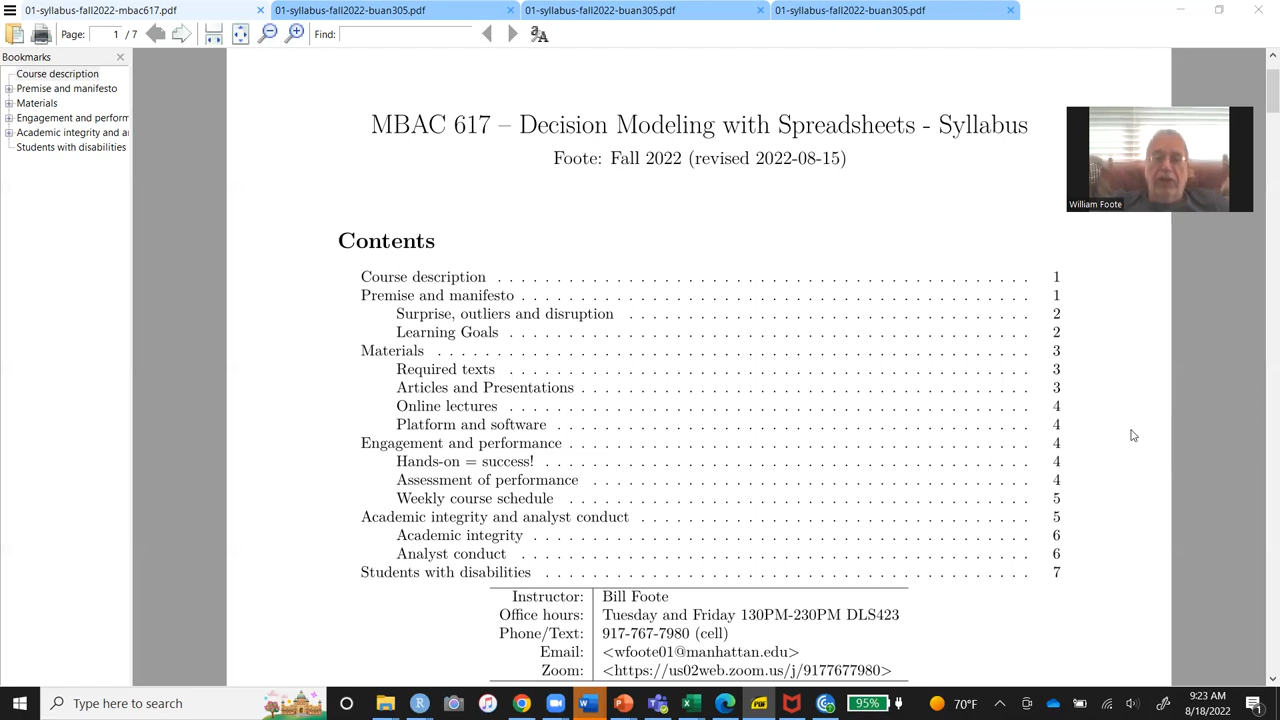 01-syllabus-fall2022-mbac617.pdf
01-syllabus-fall2022-buan305.pdf
01-syllabus-fall2022-buan305.pdf
01-syllabus-fall2022-buan305.pdf
Page: 1 / 7
Find:
Bookmarks
Course description
Premise and manifesto
Materials
Engagement and perform
Academic integrity and a
Students with disabilities
MBAC 617 – Decision Modeling with Spreadsheets - Syllabus
Foote: Fall 2022 (revised 2022-08-15)
William Foote
Contents
Course description . . . . . . . . . . . . . . . . . . . . . . . . . . . . . . . . . . . . 1
Premise and manifesto . . . . . . . . . . . . . . . . . . . . . . . . . . . . . . . . . . 1
Surprise, outliers and disruption . . . . . . . . . . . . . . . . . . . . . . . . . . . 2
Learning Goals . . . . . . . . . . . . . . . . . . . . . . . . . . . . . . . . . . . 2
Materials . . . . . . . . . . . . . . . . . . . . . . . . . . . . . . . . . . . . . . . . 3
Required texts . . . . . . . . . . . . . . . . . . . . . . . . . . . . . . . . . . . 3
Articles and Presentations . . . . . . . . . . . . . . . . . . . . . . . . . . . . . . 3
Online lectures . . . . . . . . . . . . . . . . . . . . . . . . . . . . . . . . . . . 4
Platform and software . . . . . . . . . . . . . . . . . . . . . . . . . . . . . . . . 4
Engagement and performance . . . . . . . . . . . . . . . . . . . . . . . . . . . . . . . 4
Hands-on = success! . . . . . . . . . . . . . . . . . . . . . . . . . . . . . . . . . 4
Assessment of performance . . . . . . . . . . . . . . . . . . . . . . . . . . . . . . 4
Weekly course schedule . . . . . . . . . . . . . . . . . . . . . . . . . . . . . . . 5
Academic integrity and analyst conduct . . . . . . . . . . . . . . . . . . . . . . . . . . 5
Academic integrity . . . . . . . . . . . . . . . . . . . . . . . . . . . . . . . . . 6
Analyst conduct . . . . . . . . . . . . . . . . . . . . . . . . . . . . . . . . . . . 6
Students with disabilities . . . . . . . . . . . . . . . . . . . . . . . . . . . . . . . . . 7
Instructor: Bill Foote
Office hours: Tuesday and Friday 130PM-230PM DLS423
Phone/Text: 917-767-7980 (cell)
Email: <wfoote01@manhattan.edu>
Zoom: <https://us02web.zoom.us/j/9177677980>
Type here to search
95%
70°F
9:23 AM
8/18/2022